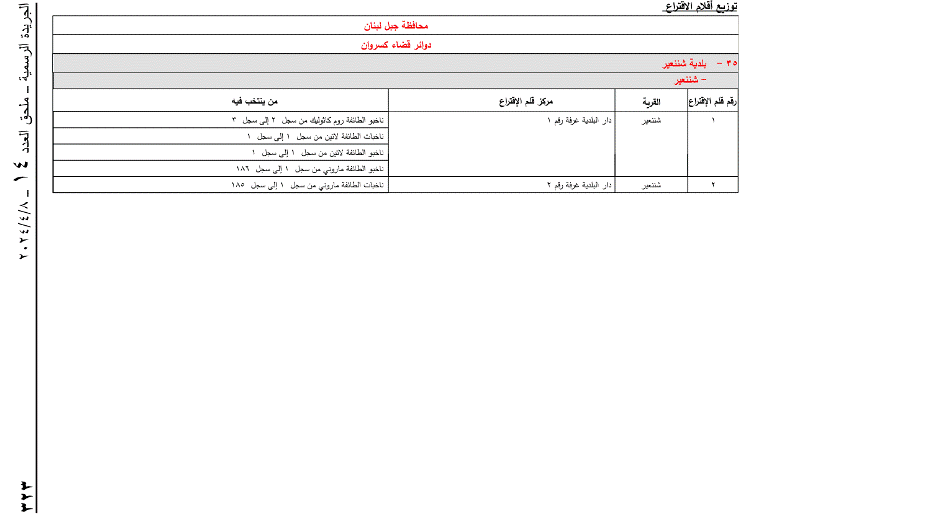 توزيع أقلام الإقتراع
محافظة جبل لبنان
دوائر قضاء كسروان
٣٥ - بلدية شننعير
- شننعير
رقم قلم الإقتراع القرية مركز قلم الإقتراع من ينتخب فيه
١ شننعير دار البلدية غرفة رقم ١ ناخبو الطائفة روم كاثوليك من سجل ٢ إلى سجل ٣
ناخبات الطائفة لاتين من سجل ١ إلى سجل ١
ناخبو الطائفة لاتين من سجل ١ إلى سجل ١
ناخبو الطائفة ماروني من سجل ١ إلى سجل ١٨٦
٢ شننعير دار البلدية غرفة رقم ٢ ناخبات الطائفة ماروني من سجل ١ إلى سجل ١٨٥
الجريدة الرسمية – ملحق العدد ١٤ – ٢٠٢٤/٤/٨
٣٢٣